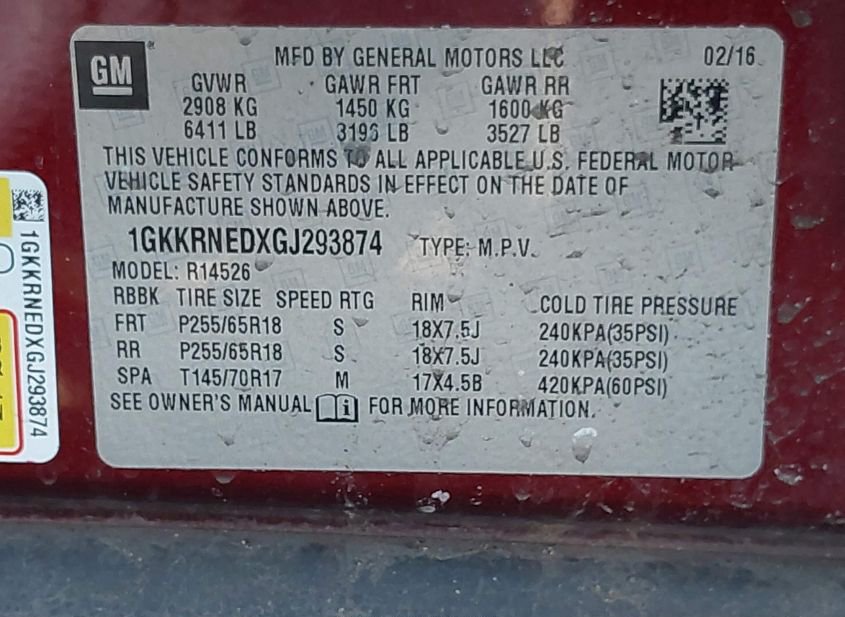 GM
MFD BY GENERAL MOTORS LLC 02/16
GVWR GAWR FRT GAWR RR
2908 KG 1450 KG 1600 KG
6411 LB 3196 LB 3527 LB
THIS VEHICLE CONFORMS TO ALL APPLICABLE U.S. FEDERAL MOTOR
VEHICLE SAFETY STANDARDS IN EFFECT ON THE DATE OF
MANUFACTURE SHOWN ABOVE.
1GKKRNEDXGJ293874 TYPE: M.P.V.
MODEL: R14526
RBBK TIRE SIZE SPEED RTG RIM COLD TIRE PRESSURE
FRT P255/65R18 S 18X7.5J 240KPA(35PSI)
RR P255/65R18 S 18X7.5J 240KPA(35PSI)
SPA T145/70R17 M 17X4.5B 420KPA(60PSI)
SEE OWNER'S MANUAL i FOR MORE INFORMATION.
1GKKRNEDXGJ293874